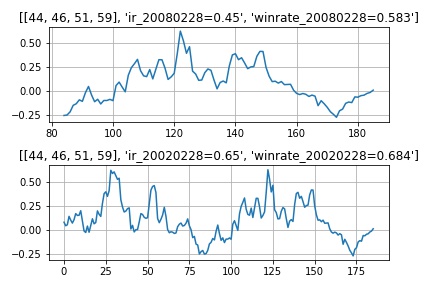 [[44, 46, 51, 59], 'ir_20080228=0.45', 'winrate_20080228=0.583']
0.50
0.25
0.00
−0.25
80 100 120 140 160 180
[[44, 46, 51, 59], 'ir_20020228=0.65', 'winrate_20020228=0.684']
0.50
0.25
0.00
−0.25
0 25 50 75 100 125 150 175